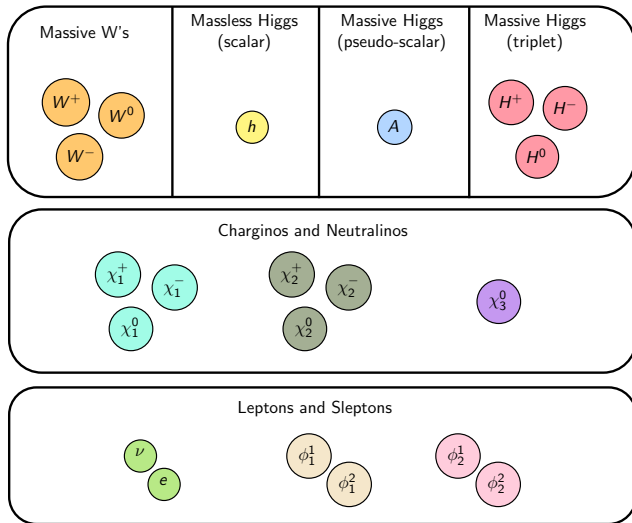 Massive W's
Massless Higgs
(scalar)
Massive Higgs
(pseudo-scalar)
Massive Higgs
(triplet)
W⁺
W⁰
W⁻
h
A
H⁺
H⁻
H⁰
Charginos and Neutralinos
χ₁⁺
χ₁⁻
χ₁⁰
χ₂⁺
χ₂⁻
χ₂⁰
χ₃⁰
Leptons and Sleptons
ν
e
ϕ₁¹
ϕ₁²
ϕ₂¹
ϕ₂²